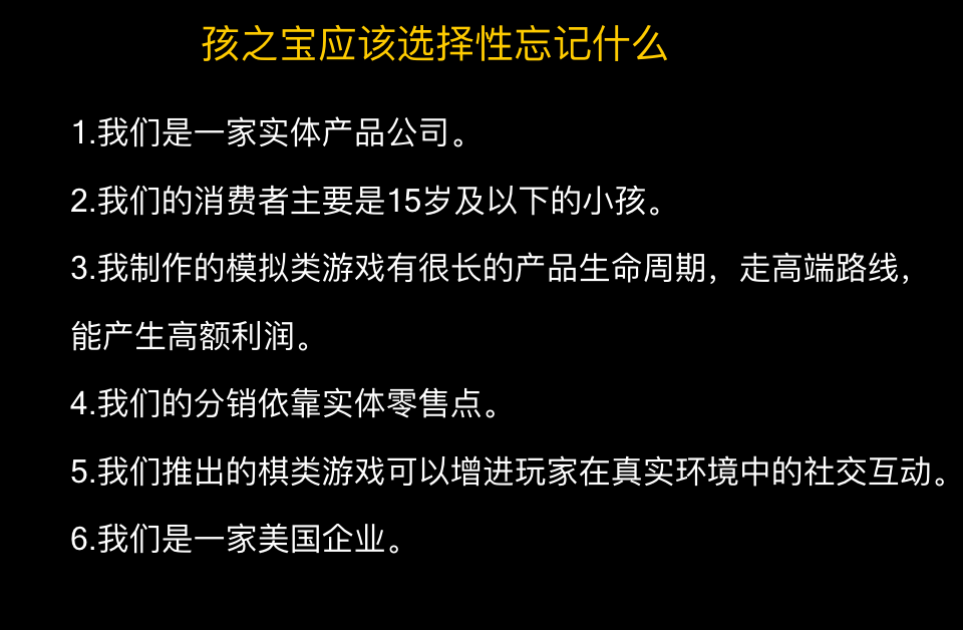 孩之宝应该选择性忘记什么
1.我们是一家实体产品公司。
2.我们的消费者主要是15岁及以下的小孩。
3.我制作的模拟类游戏有很长的产品生命周期，走高端路线，
能产生高额利润。
4.我们的分销依靠实体零售点。
5.我们推出的棋类游戏可以增进玩家在真实环境中的社交互动。
6.我们是一家美国企业。